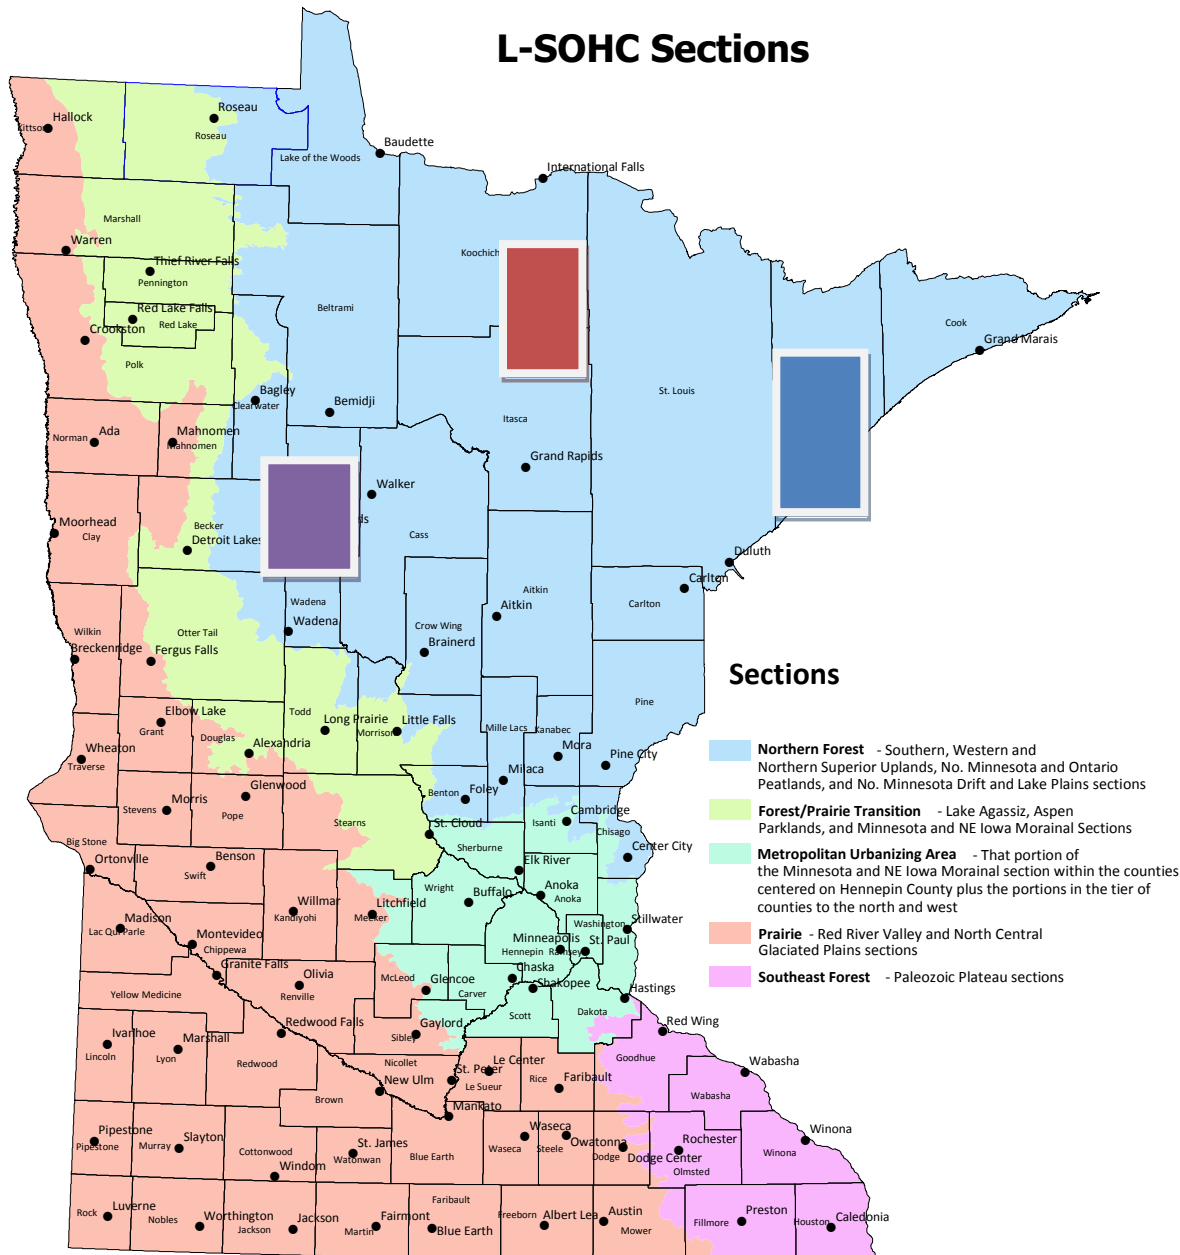 L-SOHC Sections
Roseau
Hallock
Kittson
Roseau
Baudette
Lake of the Woods
International Falls
Marshall
Warren
Koochich
Thief River Falls
Pennington
Beltrami
Red Lake Falls
Red Lake
Crookston
Cook
Grand Marais
Polk
St. Louis
Bagley
Clearwater
Bemidji
Itasca
Ada
Norman
Mahnomen
Mahnomen
Grand Rapids
Walker
ds
Moorhead
Clay
Becker
Detroit Lakes
Cass
Duluth
Carlton
Carlton
Aitkin
Aitkin
Wadena
Wadena
Wilkin
Otter Tail
Crow Wing
Brainerd
Breckenridge
Fergus Falls
Sections
Pine
Elbow Lake
Grant
Todd
Long Prairie
Little Falls
Morrison
Mille Lacs
Kanabec
Douglas
Alexandria
Wheaton
Traverse
Mora
Pine City
Milaca
Northern Forest - Southern, Western and
Northern Superior Uplands, No. Minnesota and Ontario
Peatlands, and No. Minnesota Drift and Lake Plains sections
Glenwood
Morris
Stevens
Pope
Benton
Foley
Forest/Prairie Transition - Lake Agassiz, Aspen
Parklands, and Minnesota and NE Iowa Morainal Sections
Stearns
St. Cloud
Isanti
Cambridge
Chisago
Big Stone
Ortonville
Sherburne
Center City
Metropolitan Urbanizing Area - That portion of
the Minnesota and NE Iowa Morainal section within the counties
centered on Hennepin County plus the portions in the tier of
counties to the north and west
Benson
Swift
Elk River
Wright
Buffalo
Anoka
Anoka
Willmar
Kandiyohi
Litchfield
Meeker
Madison
Lac Qui Parle
Washington
Stillwater
Prairie - Red River Valley and North Central
Glaciated Plains sections
Montevideo
Chippewa
Minneapolis
Hennepin
Ramsey
St. Paul
Granite Falls
Olivia
Renville
McLeod
Glencoe
Carver
Chaska
Shakopee
Southeast Forest - Paleozoic Plateau sections
Yellow Medicine
Hastings
Scott
Dakota
Redwood Falls
Gaylord
Sibley
Red Wing
Ivanhoe
Lincoln
Marshall
Lyon
Redwood
Nicollet
Le Center
Goodhue
St. Peter
Le Sueur
Rice
Faribault
Wabasha
Wabasha
New Ulm
Brown
Mankato
Pipestone
Pipestone
Slayton
Murray
St. James
Watonwan
Cottonwood
Windom
Blue Earth
Waseca
Waseca
Owatonna
Steele
Dodge
Dodge Center
Rochester
Olmsted
Winona
Winona
Luverne
Rock
Nobles
Worthington
Jackson
Jackson
Fairmont
Martin
Faribault
Blue Earth
Freeborn
Albert Lea
Austin
Mower
Preston
Fillmore
Houston
Caledonia